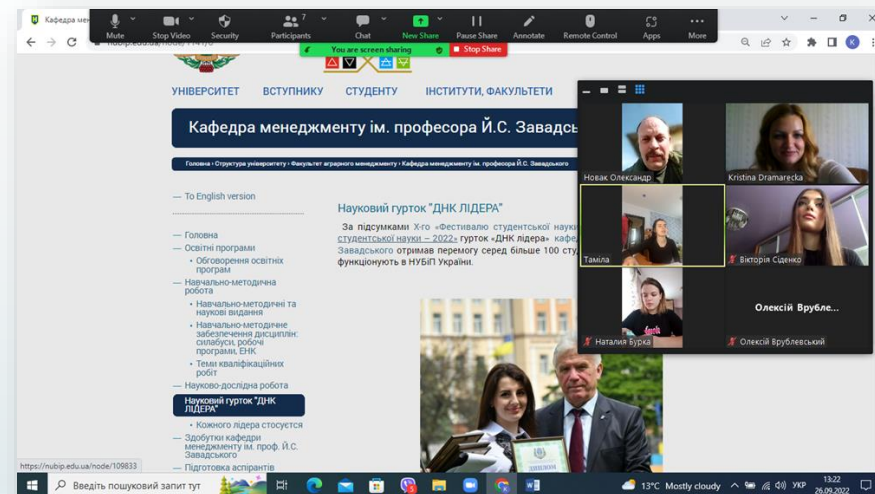 Кафедра ме
Mute
Stop Video
Security
7
Participants
Chat
New Share
Pause Share
Annotate
Remote Control
Apps
More
You are screen sharing
Stop Share
УНІВЕРСИТЕТ ВСТУПНИКУ СТУДЕНТУ ІНСТИТУТИ, ФАКУЛЬТЕТИ
Кафедра менеджменту ім. професора Й.С. Завадсь
Головна › Структура університету › Факультет аграрного менеджменту › Кафедра менеджменту ім. професора Й.С. Завадського
— To English version
— Головна
— Освітні програми
• Обговорення освітніх
програм
— Навчально-методична
робота
• Навчально-методичні та
наукові видання
• Навчально-методичне
забезпечення дисциплін:
силабуси, робочі
програми, ЕНК
• Теми кваліфікаційних
робіт
— Науково-дослідна робота
Науковий гурток "ДНК
ЛІДЕРА"
• Кожного лідера стосується
— Здобутки кафедри
менеджменту ім. проф. Й.С.
Завадського
— Підготовка аспірантів
Науковий гурток "ДНК ЛІДЕРА"
За підсумками Х-го «Фестивалю студентської науки
студентської науки – 2022» гурток «ДНК лідера» кафе
Завадського отримав перемогу серед більше 100 сту
функціонують в НУБіП України.
ДИПЛОМ
Новак Олександр
Kristina Dramarecka
Таміла
Вікторія Сіденко
Наталия Бурка
Олексій Врубле...
Олексій Врублевський
https://nubip.edu.ua/node/109833
Введіть пошуковий запит тут
13°C Mostly cloudy
УКР
13:22
26.09.2022